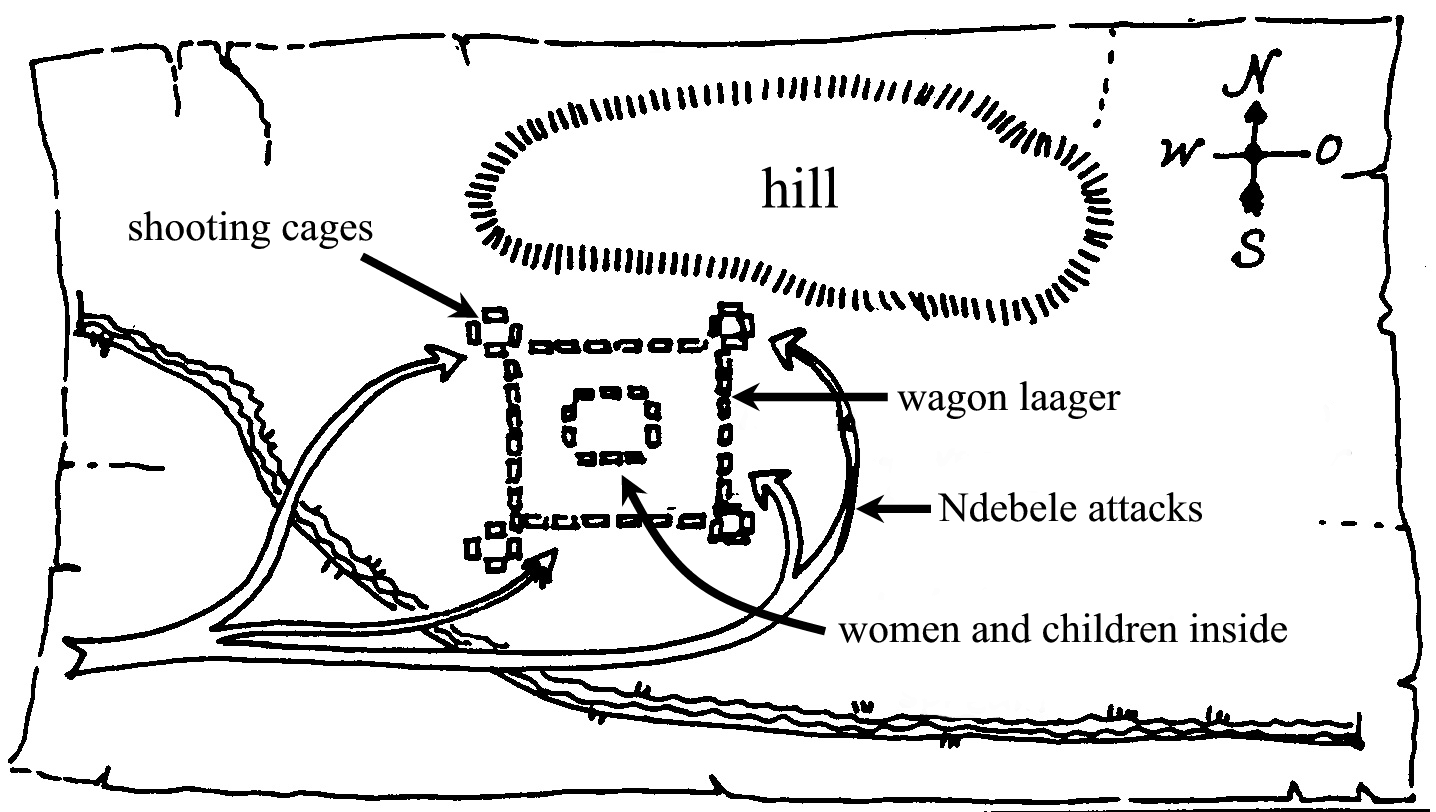 N
W O
S
hill
shooting cages
wagon laager
Ndebele attacks
women and children inside